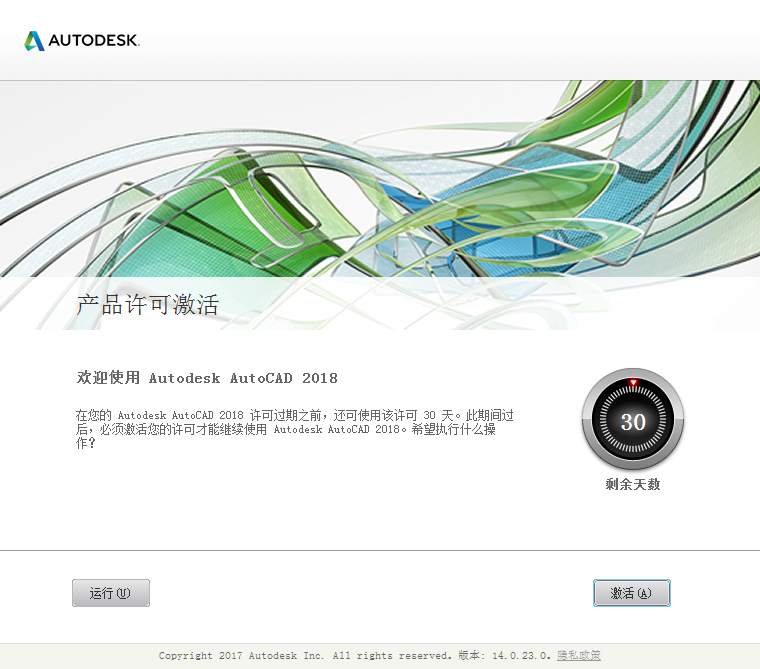 AUTODESK.
产品许可激活
欢迎使用 Autodesk AutoCAD 2018
在您的 Autodesk AutoCAD 2018 许可过期之前，还可使用该许可 30 天。此期间过
后，必须激活您的许可才能继续使用 Autodesk AutoCAD 2018。希望执行什么操
作?
30
剩余天数
运行(U)
激活(A)
Copyright 2017 Autodesk Inc. All rights reserved. 版本: 14.0.23.0. 隐私政策